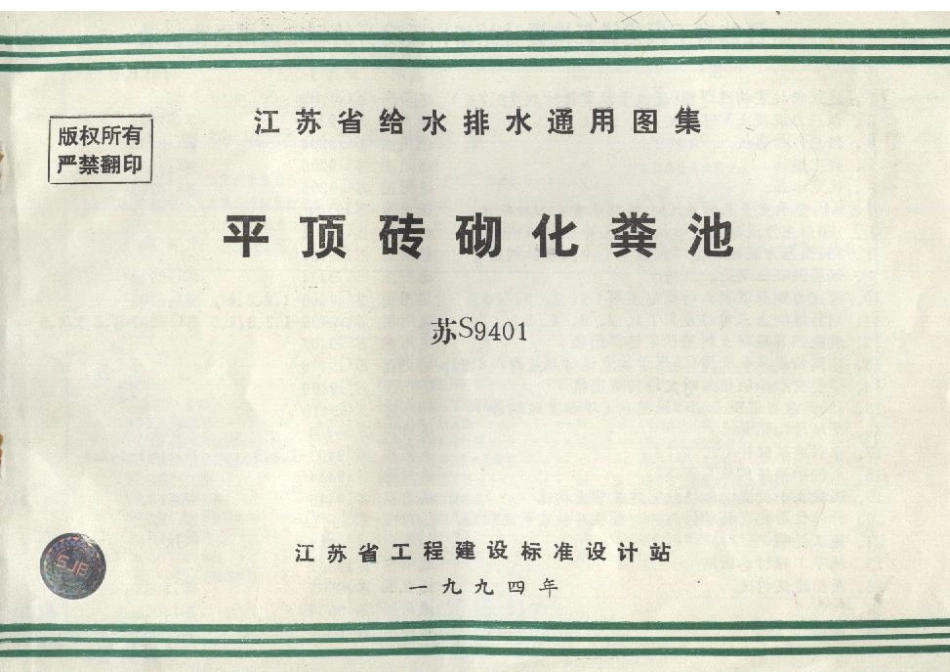 江苏省给水排水通用图集
版权所有
严禁翻印
平顶砖砌化粪池
苏S9401
SJB
江苏省工程建设标准设计站
一九九四年